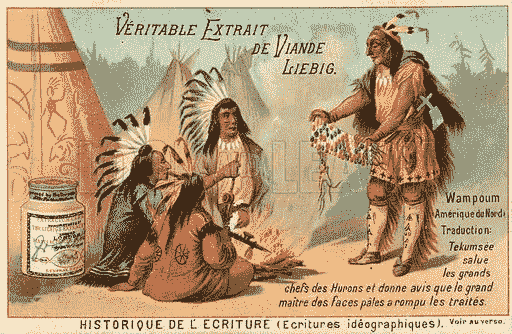 VÉRITABLE EXTRAIT
DE VIANDE
LIEBIG.
Wampoum
(Amérique du Nord)
Traduction:
Tekumsee
salue
les grands
chefs des Hurons et donne avis que le grand
maître des faces pâles a rompu les traités.
HISTORIQUE DE L'ECRITURE (Ecritures idéographiques). Voir au verso.